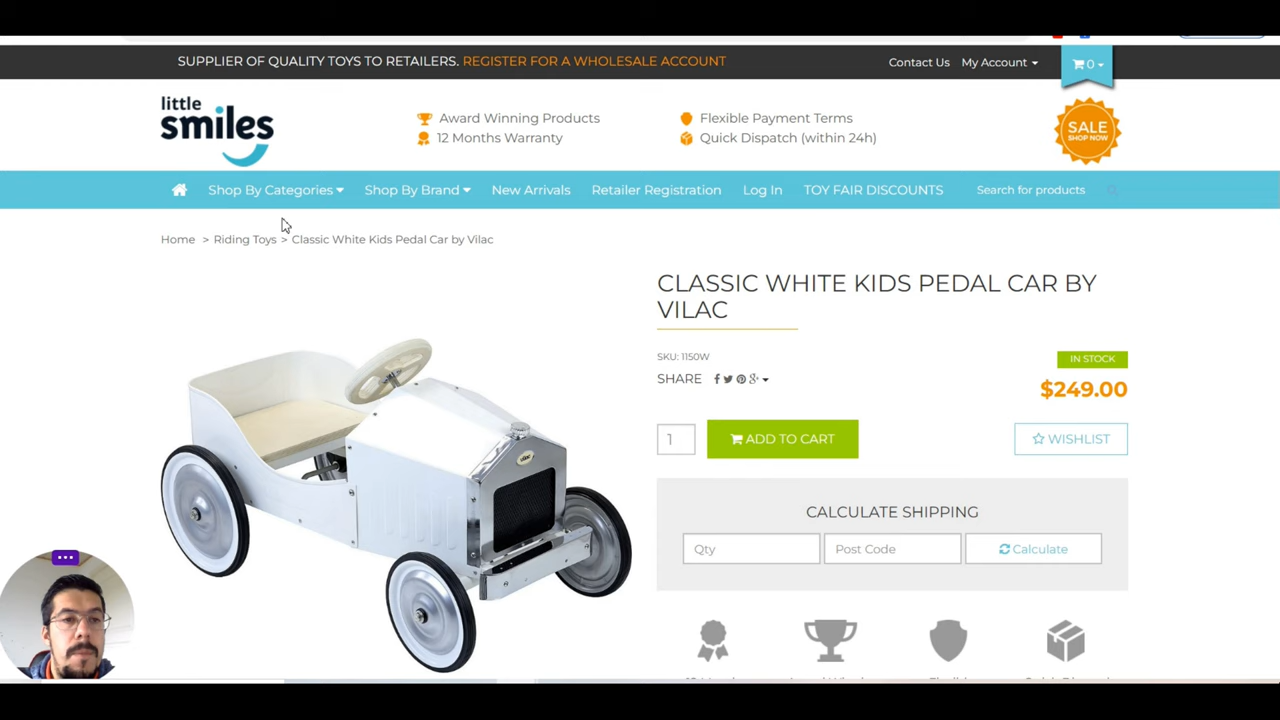 SUPPLIER OF QUALITY TOYS TO RETAILERS. REGISTER FOR A WHOLESALE ACCOUNT
Contact Us My Account 0
little
smiles
Award Winning Products
12 Months Warranty
Flexible Payment Terms
Quick Dispatch (within 24h)
SALE
SHOP NOW
Shop By Categories Shop By Brand New Arrivals Retailer Registration Log In TOY FAIR DISCOUNTS Search for products
Home > Riding Toys > Classic White Kids Pedal Car by Vilac
CLASSIC WHITE KIDS PEDAL CAR BY
VILAC
SKU: 1150W
IN STOCK
SHARE
$249.00
1 ADD TO CART WISHLIST
vilac
CALCULATE SHIPPING
Qty Post Code Calculate